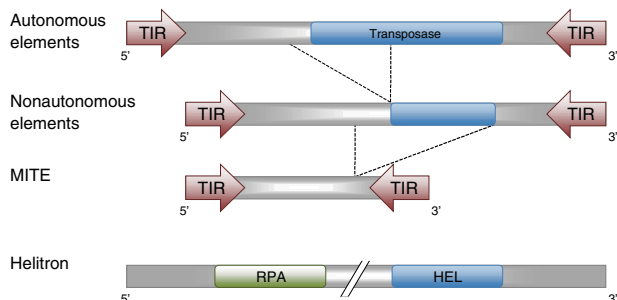 Autonomous
elements
TIR Transposase TIR
5’ 3’
Nonautonomous
elements
TIR TIR
5’ 3’
MITE
TIR TIR
5’ 3’
Helitron
RPA HEL
5’ 3’